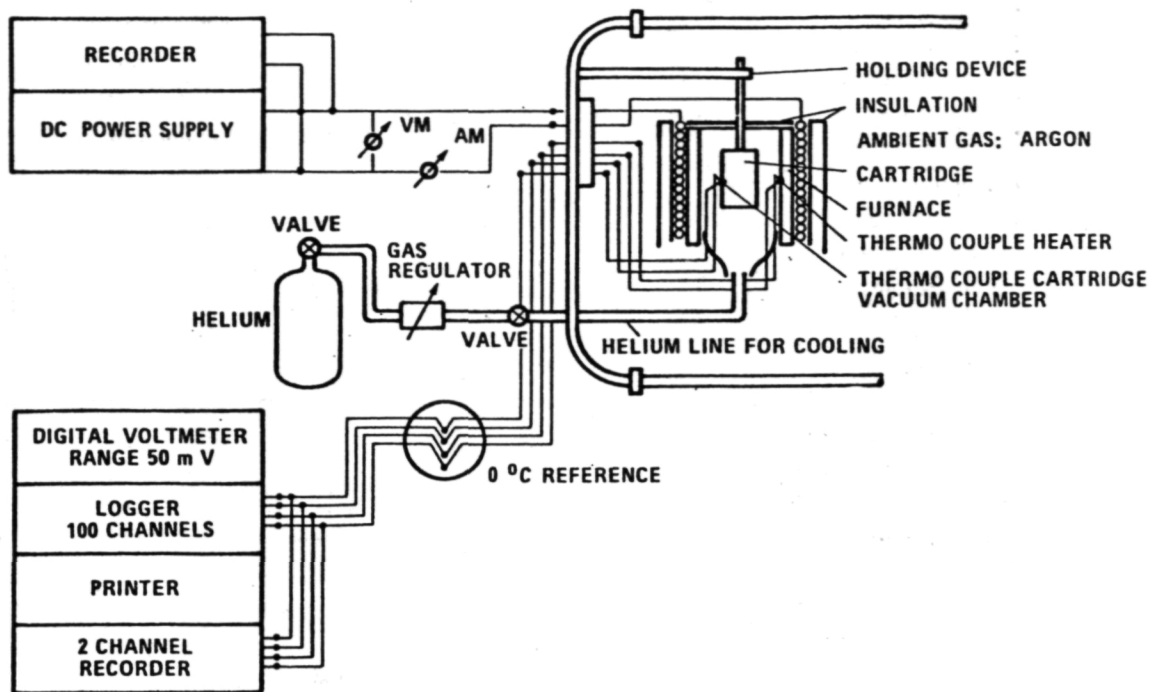 RECORDER
DC POWER SUPPLY
VM
AM
HOLDING DEVICE
INSULATION
AMBIENT GAS: ARGON
CARTRIDGE
FURNACE
THERMO COUPLE HEATER
THERMO COUPLE CARTRIDGE
VACUUM CHAMBER
VALVE
GAS
REGULATOR
HELIUM
VALVE
HELIUM LINE FOR COOLING
DIGITAL VOLTMETER
RANGE 50 m V
LOGGER
100 CHANNELS
PRINTER
2 CHANNEL
RECORDER
0 °C REFERENCE